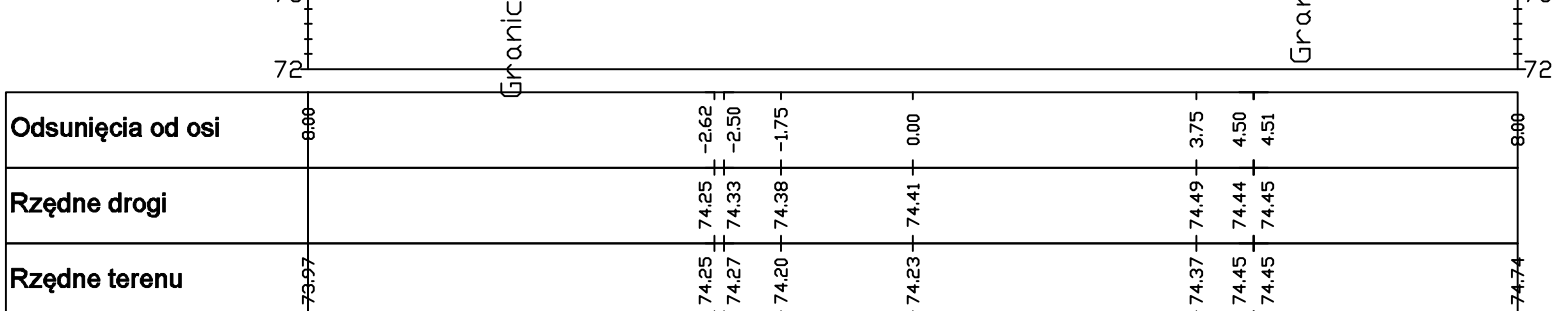 72
Granic
Gran
72
Odsunięcia od osi 8.00 -2.62 -2.50 -1.75 0.00 3.75 4.50 4.51 8.00
Rzędne drogi 74.25 74.33 74.38 74.41 74.49 74.44 74.45
Rzędne terenu 73.97 74.25 74.27 74.20 74.23 74.37 74.45 74.45 74.74